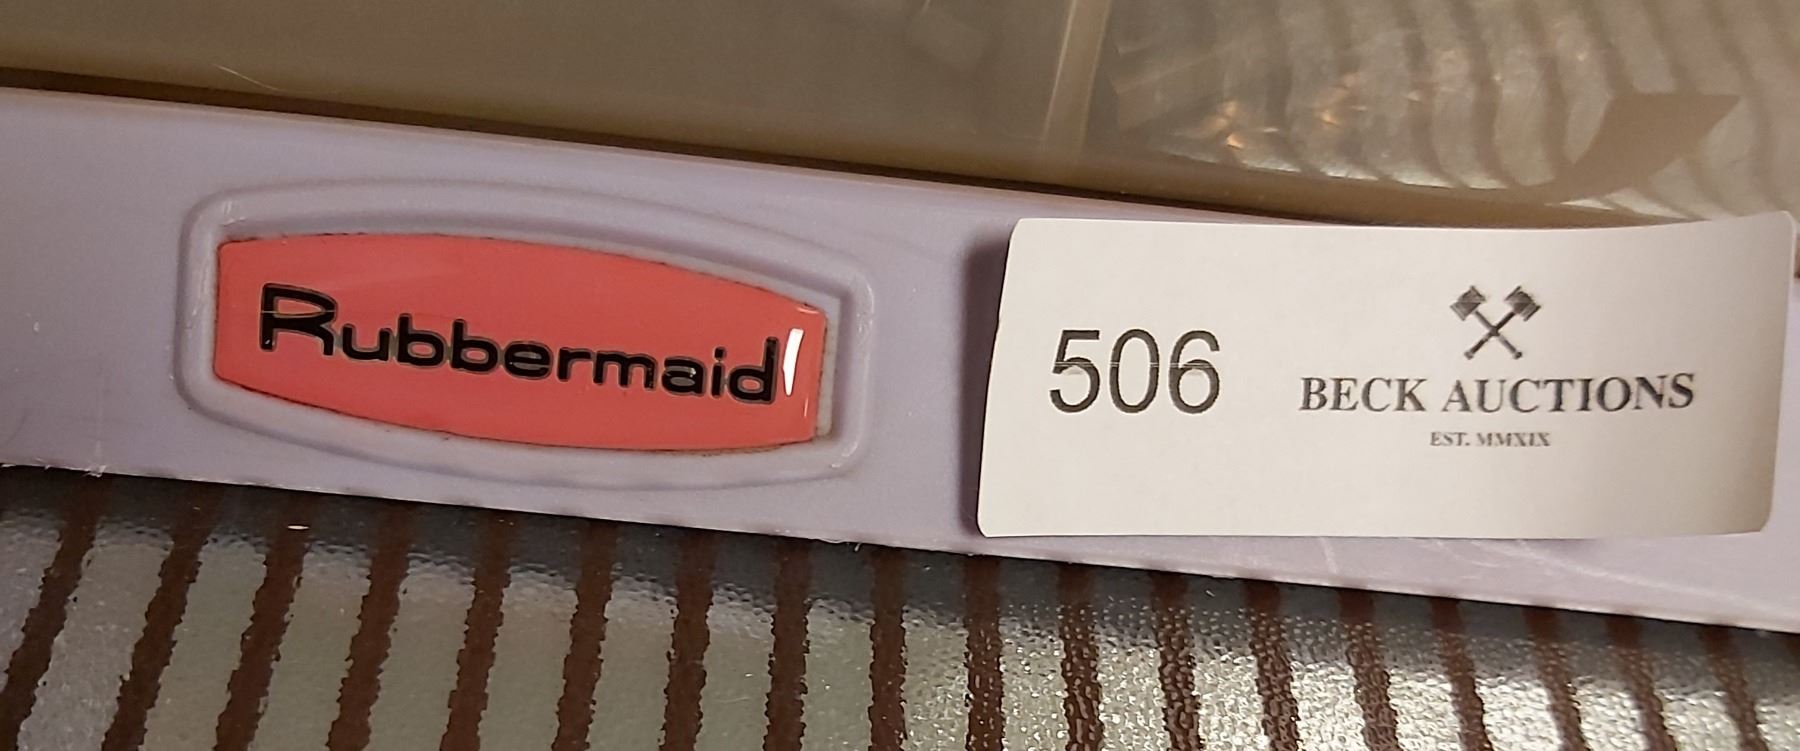 Rubbermaid
506
BECK AUCTIONS
EST. MMXIX